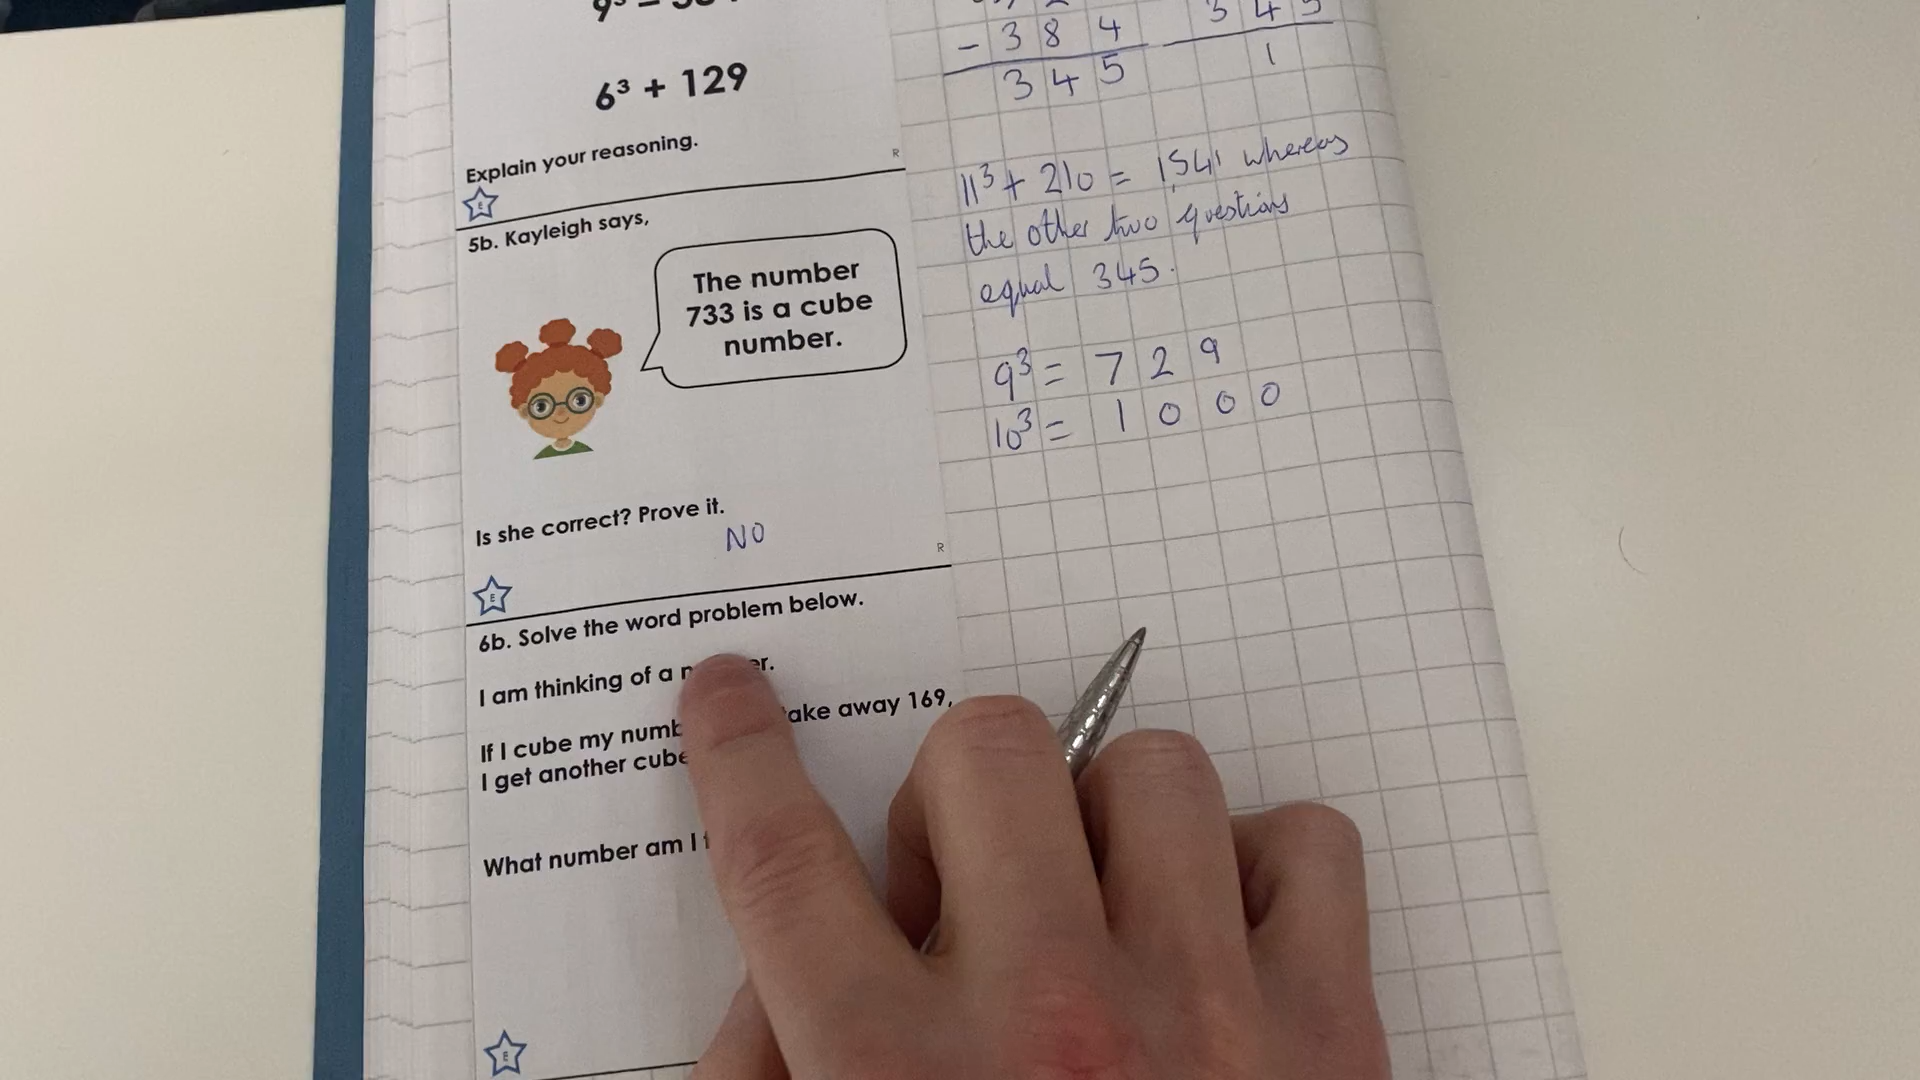 6³ + 129
Explain your reasoning.
R
E
5b. Kayleigh says,
The number
733 is a cube
number.
Is she correct? Prove it.
NO
R
E
6b. Solve the word problem below.
I am thinking of a
If I cube my take away 169,
I get another
What number am I
E
- 3 8 4
3 4 5
3 4 5
1
11³ + 210 = 1541 whereas
the other two questions
equal 345.
9³ = 7 2 9
10³ = 1 0 0 0